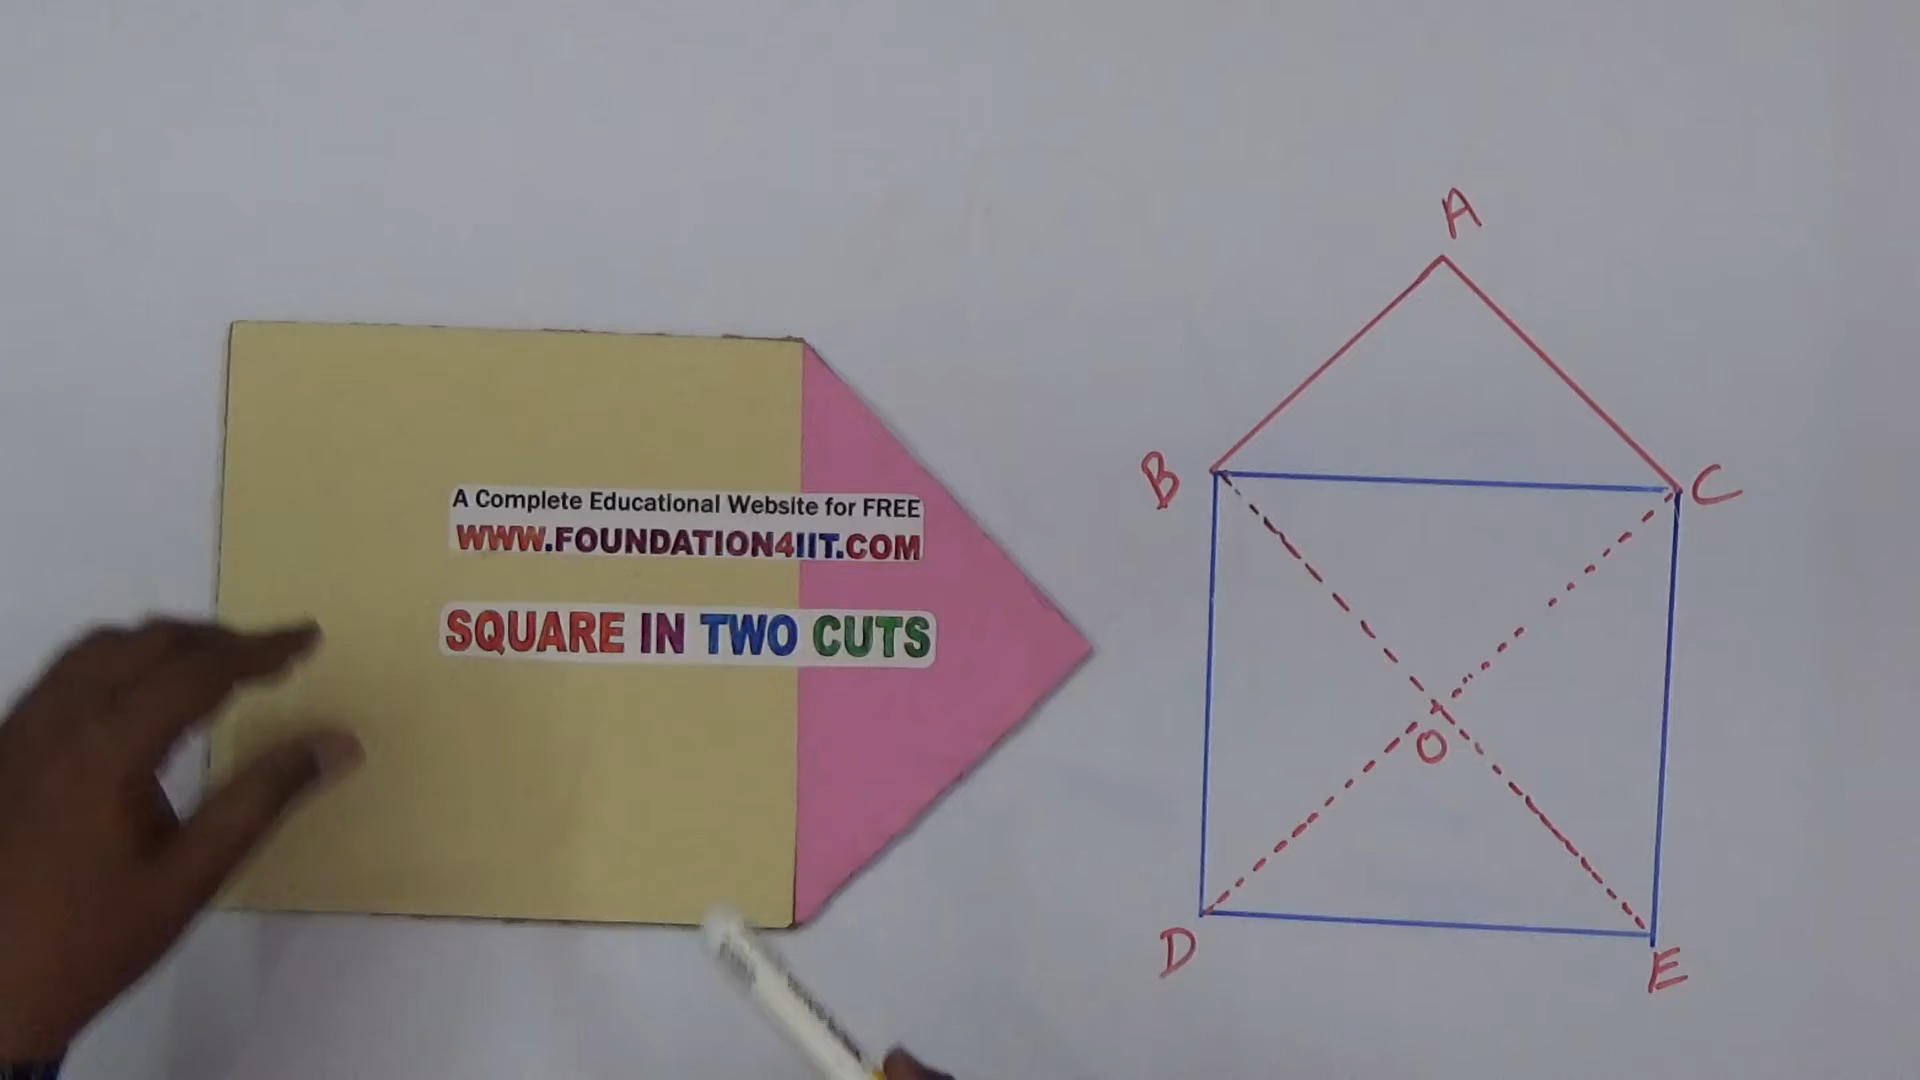 A Complete Educational Website for FREE
WWW.FOUNDATION4IIT.COM
SQUARE IN TWO CUTS
A
B
C
O
D
E